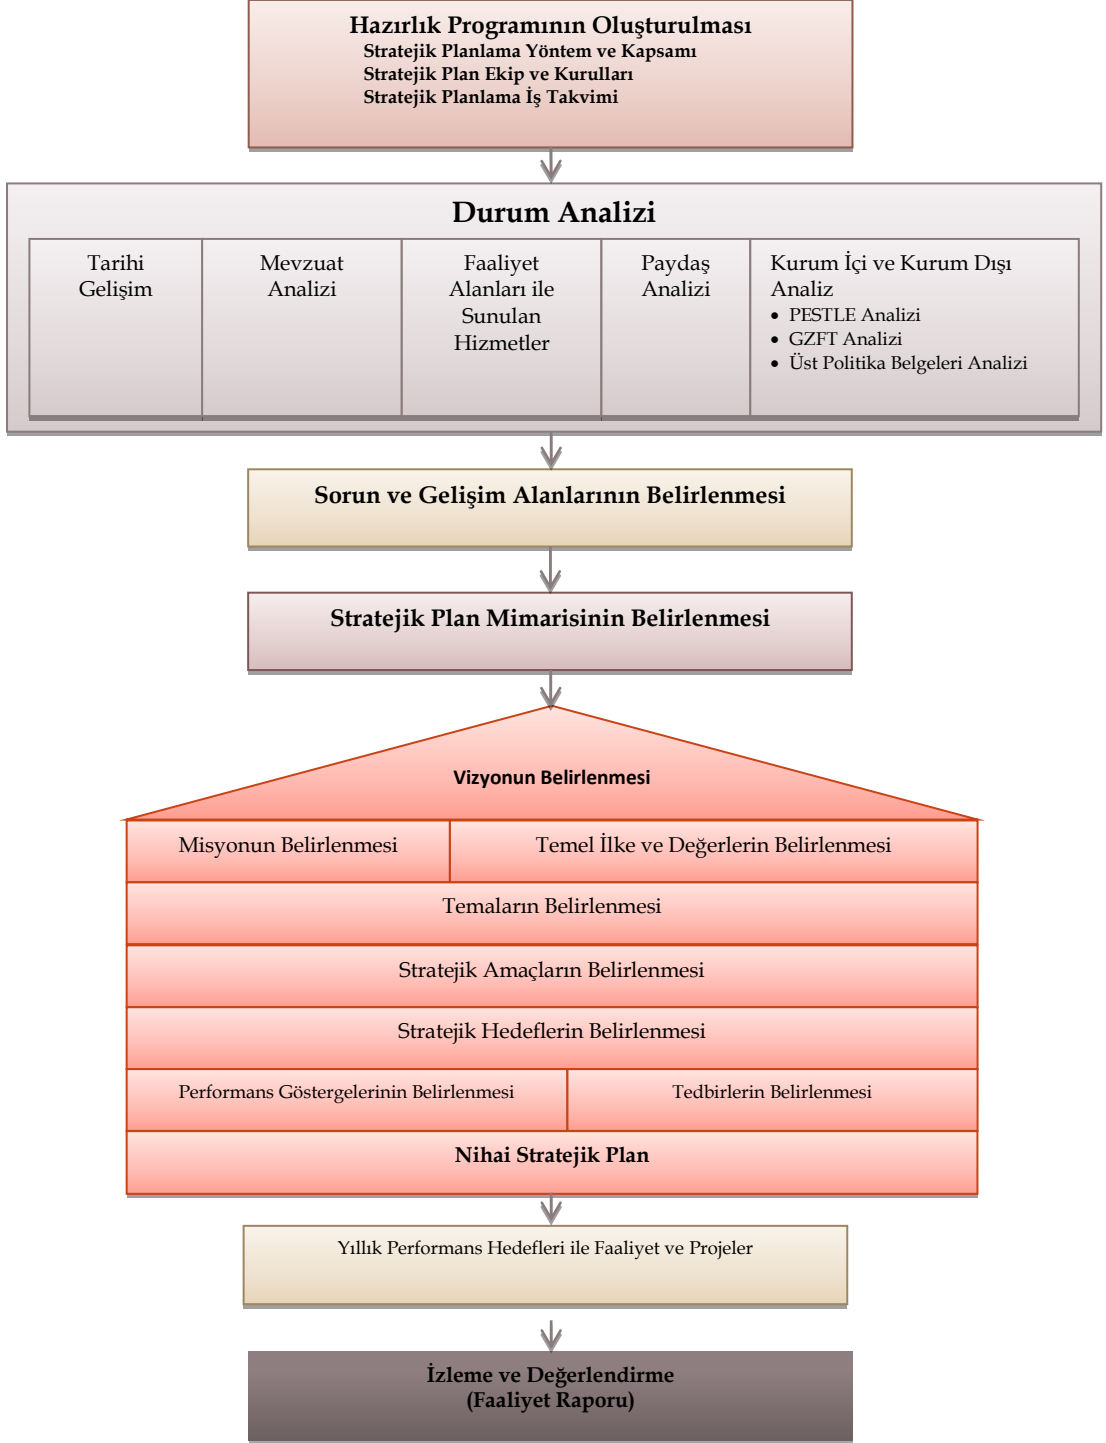 Hazırlık Programının Oluşturulması
Stratejik Planlama Yöntem ve Kapsamı
Stratejik Plan Ekip ve Kurulları
Stratejik Planlama İş Takvimi
Durum Analizi
Tarihi
Gelişim
Mevzuat
Analizi
Faaliyet
Alanları ile
Sunulan
Hizmetler
Paydaş
Analizi
Kurum İçi ve Kurum Dışı
Analiz
• PESTLE Analizi
• GZFT Analizi
• Üst Politika Belgeleri Analizi
Sorun ve Gelişim Alanlarının Belirlenmesi
Stratejik Plan Mimarisinin Belirlenmesi
Vizyonun Belirlenmesi
Misyonun Belirlenmesi
Temel İlke ve Değerlerin Belirlenmesi
Temaların Belirlenmesi
Stratejik Amaçların Belirlenmesi
Stratejik Hedeflerin Belirlenmesi
Performans Göstergelerinin Belirlenmesi
Tedbirlerin Belirlenmesi
Nihai Stratejik Plan
Yıllık Performans Hedefleri ile Faaliyet ve Projeler
İzleme ve Değerlendirme
(Faaliyet Raporu)